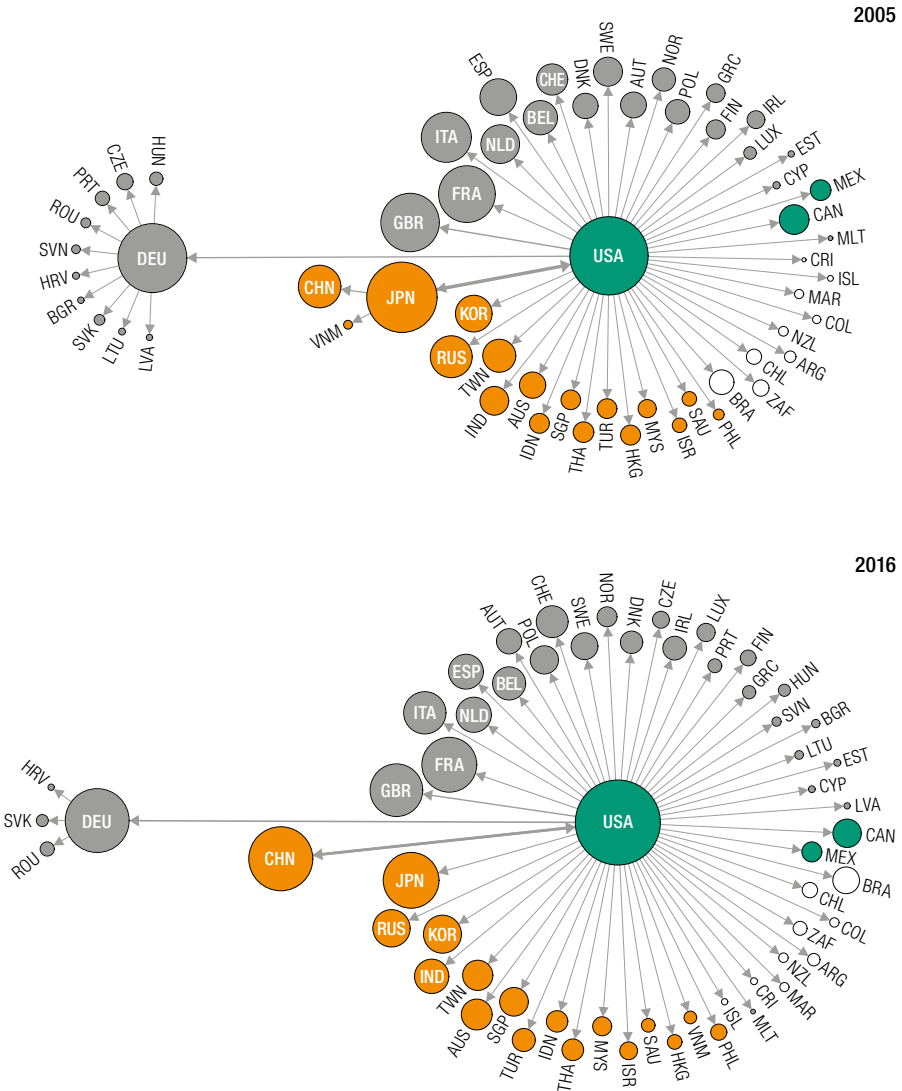 2005
SWE
NOR
ESP
CHE
DNK
AUT
POL
GRC
BEL
FIN
IRL
ITA
NLD
LUX
EST
HUN
CZE
CYP
MEX
PRT
FRA
CAN
ROU
GBR
MLT
SVN
DEU
USA
CRI
HRV
CHN
JPN
ISL
BGR
KOR
MAR
COL
SVK
VNM
NZL
LTU
LVA
RUS
TWN
ARG
CHL
IND
AUS
BRA
ZAF
IDN
SGP
THA
TUR
HKG
MYS
ISR
SAU
PHL
2016
CHE
NOR
AUT
POL
SWE
DNK
CZE
IRL
LUX
ESP
BEL
PRT
FIN
GRC
HUN
ITA
NLD
SVN
BGR
FRA
LTU
EST
HRV
GBR
CYP
LVA
SVK
DEU
USA
CAN
ROU
CHN
MEX
JPN
BRA
CHL
RUS
KOR
COL
ZAF
IND
ARG
TWN
NZL
AUS
SGP
CRI
MAR
ISL
MLT
TUR
IDN
THA
MYS
ISR
SAU
HKG
VNM
PHL